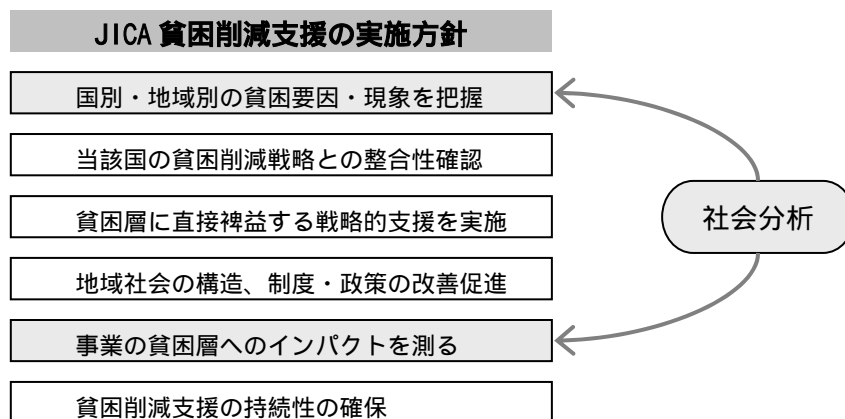 JICA 貧困削減支援の実施方針
国別・地域別の貧困要因・現象を把握
当該国の貧困削減戦略との整合性確認
貧困層に直接裨益する戦略的支援を実施
社会分析
地域社会の構造、制度・政策の改善促進
事業の貧困層へのインパクトを測る
貧困削減支援の持続性の確保